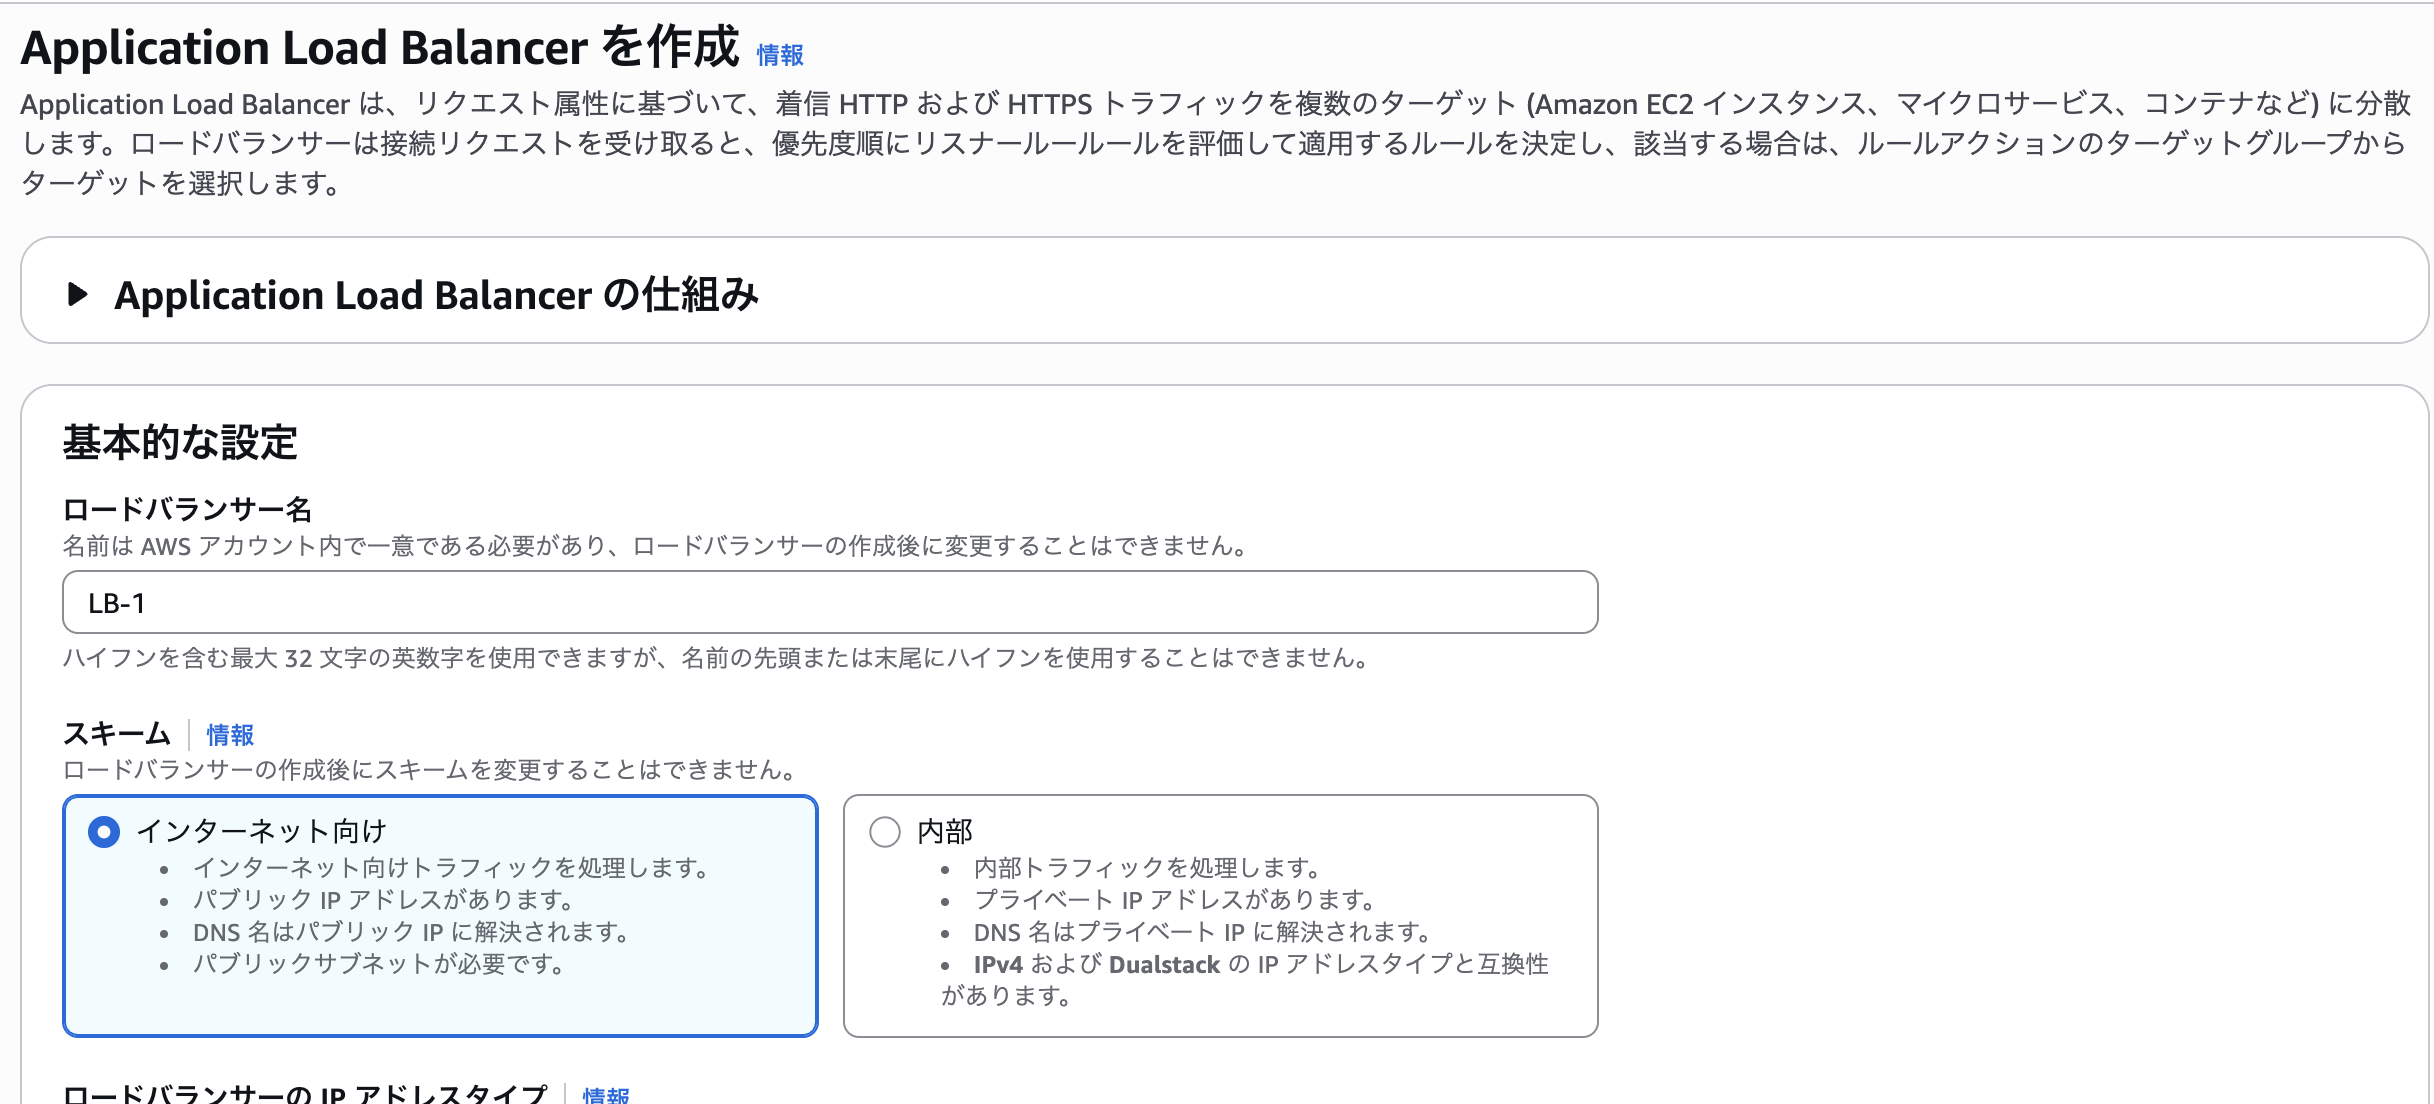 Application Load Balancer を作成 情報
Application Load Balancer は、リクエスト属性に基づいて、着信 HTTP および HTTPS トラフィックを複数のターゲット (Amazon EC2 インスタンス、マイクロサービス、コンテナなど) に分散
します。ロードバランサーは接続リクエストを受け取ると、優先度順にリスナールールールを評価して適用するルールを決定し、該当する場合は、ルールアクションのターゲットグループから
ターゲットを選択します。
Application Load Balancer の仕組み
基本的な設定
ロードバランサー名
名前は AWS アカウント内で一意である必要があり、ロードバランサーの作成後に変更することはできません。
LB-1
ハイフンを含む最大 32 文字の英数字を使用できますが、名前の先頭または末尾にハイフンを使用することはできません。
スキーム 情報
ロードバランサーの作成後にスキームを変更することはできません。
インターネット向け
• インターネット向けトラフィックを処理します。
• パブリック IP アドレスがあります。
• DNS 名はパブリック IP に解決されます。
• パブリックサブネットが必要です。
内部
• 内部トラフィックを処理します。
• プライベート IP アドレスがあります。
• DNS 名はプライベート IP に解決されます。
• IPv4 および Dualstack の IP アドレスタイプと互換性
があります。
ロードバランサーの IP アドレスタイプ 情報